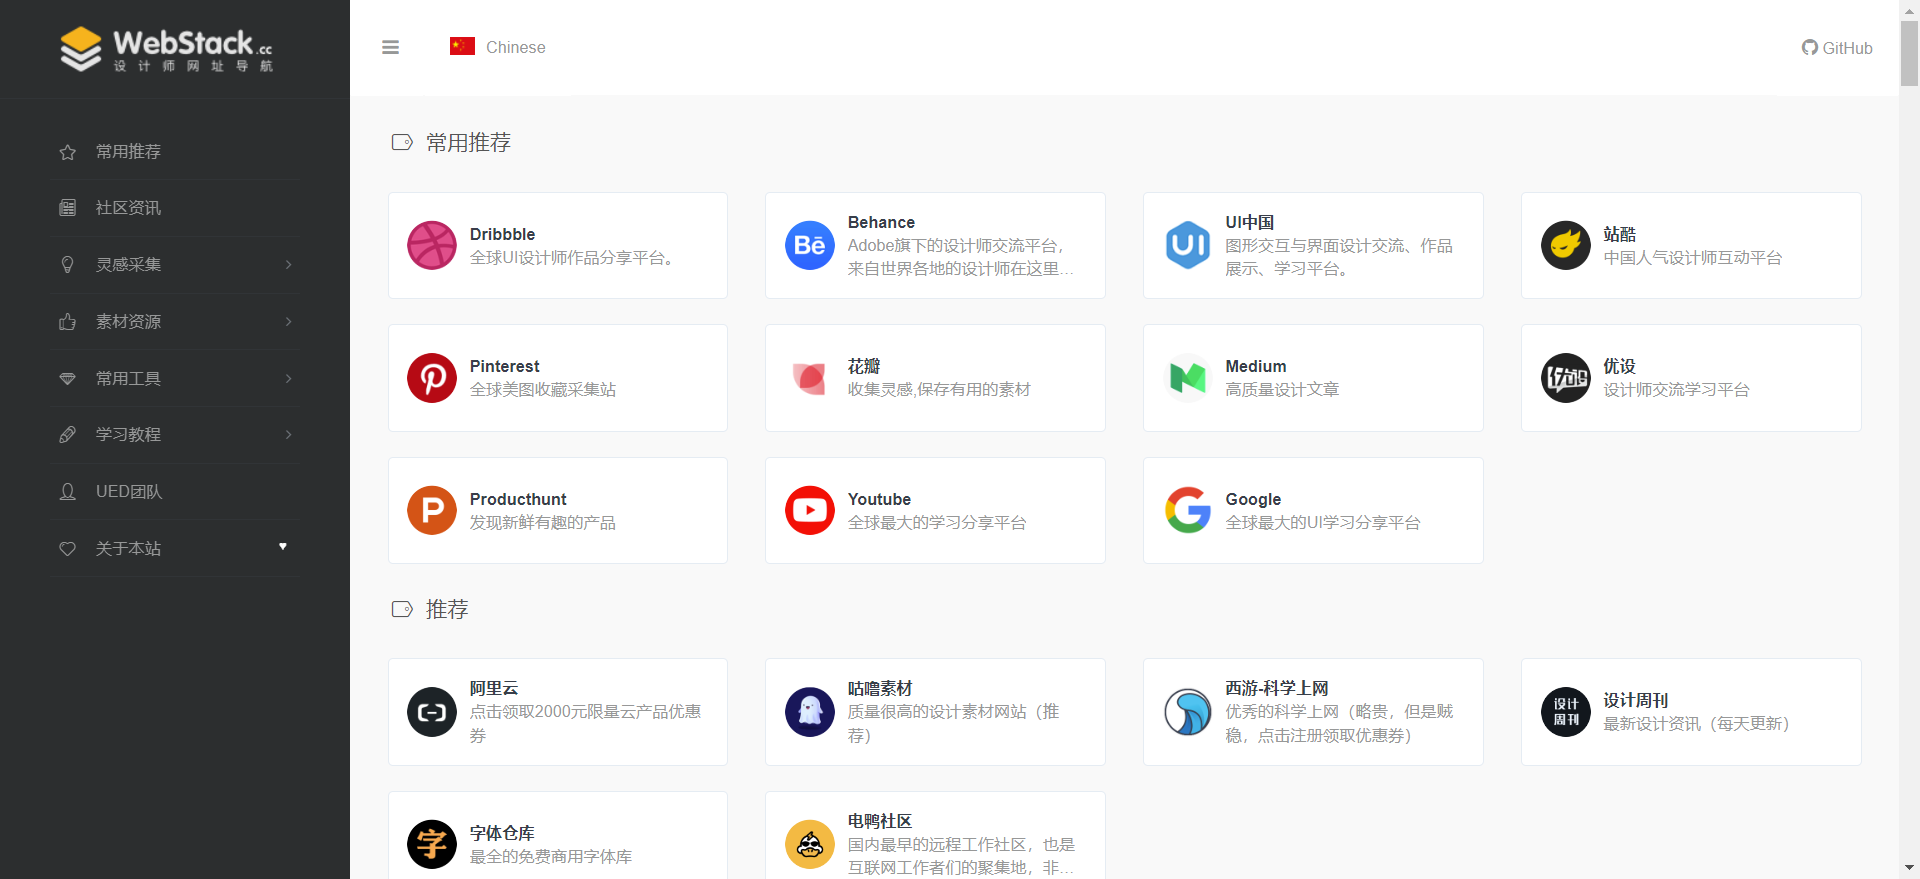 WebStack.cc
设计师网址导航
Chinese
GitHub
常用推荐
社区资讯
灵感采集
素材资源
常用工具
学习教程
UED团队
关于本站
常用推荐
Dribbble
全球UI设计师作品分享平台。
Behance
Adobe旗下的设计师交流平台，
来自世界各地的设计师在这里...
UI
UI中国
图形交互与界面设计交流、作品
展示、学习平台。
站酷
中国人气设计师互动平台
Pinterest
全球美图收藏采集站
花瓣
收集灵感,保存有用的素材
Medium
高质量设计文章
优设
优设
设计师交流学习平台
Producthunt
发现新鲜有趣的产品
Youtube
全球最大的学习分享平台
Google
全球最大的UI学习分享平台
推荐
阿里云
点击领取2000元限量云产品优惠
券
咕噜素材
质量很高的设计素材网站（推
荐）
西游-科学上网
优秀的科学上网（略贵，但是贼
稳，点击注册领取优惠券）
设计
周刊
设计周刊
最新设计资讯（每天更新）
字
字体仓库
最全的免费商用字体库
电鸭社区
国内最早的远程工作社区，也是
互联网工作者们的聚集地，非...